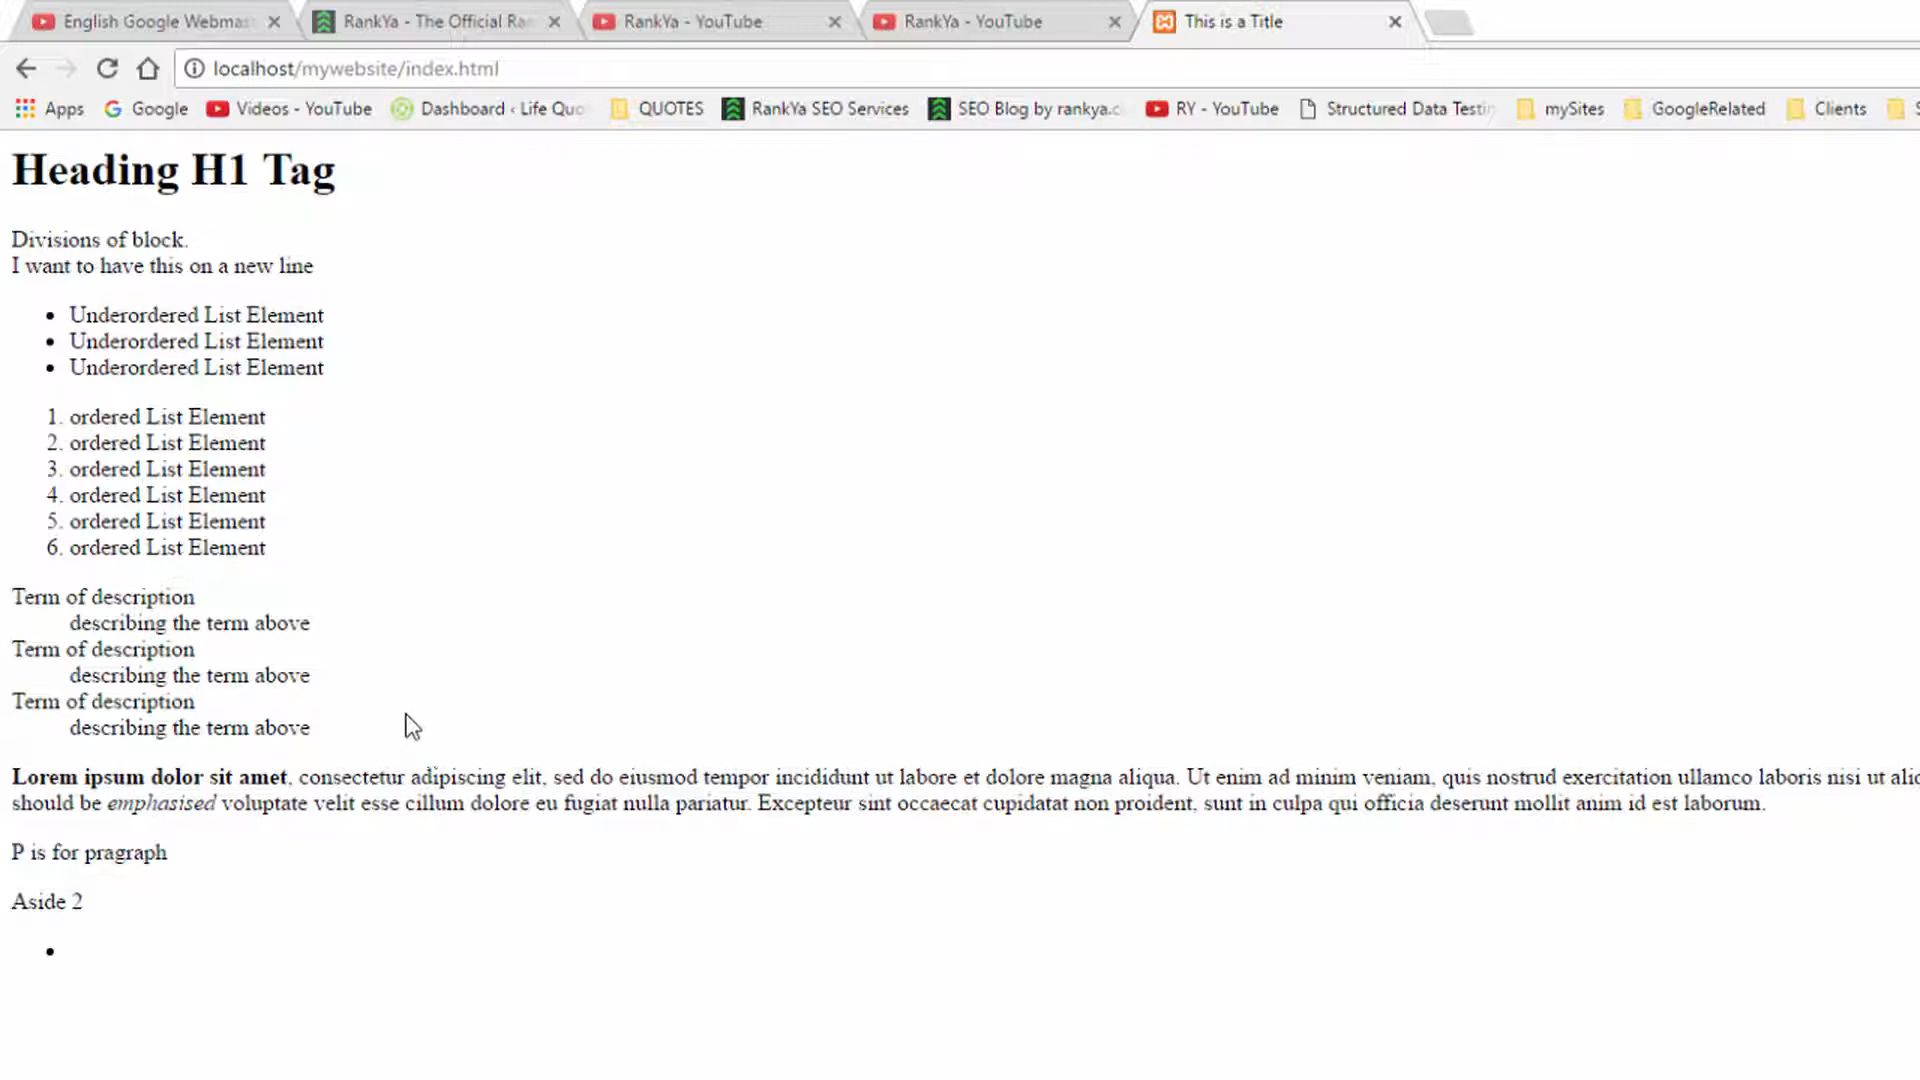 English Google Webmas
RankYa - The Official Ra
RankYa - YouTube
RankYa - YouTube
This is a Title
localhost/mywebsite/index.html
Apps
Google
Videos - YouTube
Dashboard ‹ Life Quo
QUOTES
RankYa SEO Services
SEO Blog by rankya.c
RY - YouTube
Structured Data Testin
mySites
GoogleRelated
Clients
Heading H1 Tag
Divisions of block.
I want to have this on a new line
• Underordered List Element
• Underordered List Element
• Underordered List Element
1. ordered List Element
2. ordered List Element
3. ordered List Element
4. ordered List Element
5. ordered List Element
6. ordered List Element
Term of description
describing the term above
Term of description
describing the term above
Term of description
describing the term above
Lorem ipsum dolor sit amet, consectetur adipiscing elit, sed do eiusmod tempor incididunt ut labore et dolore magna aliqua. Ut enim ad minim veniam, quis nostrud exercitation ullamco laboris nisi ut alic
should be emphasised voluptate velit esse cillum dolore eu fugiat nulla pariatur. Excepteur sint occaecat cupidatat non proident, sunt in culpa qui officia deserunt mollit anim id est laborum.
P is for pragraph
Aside 2
•